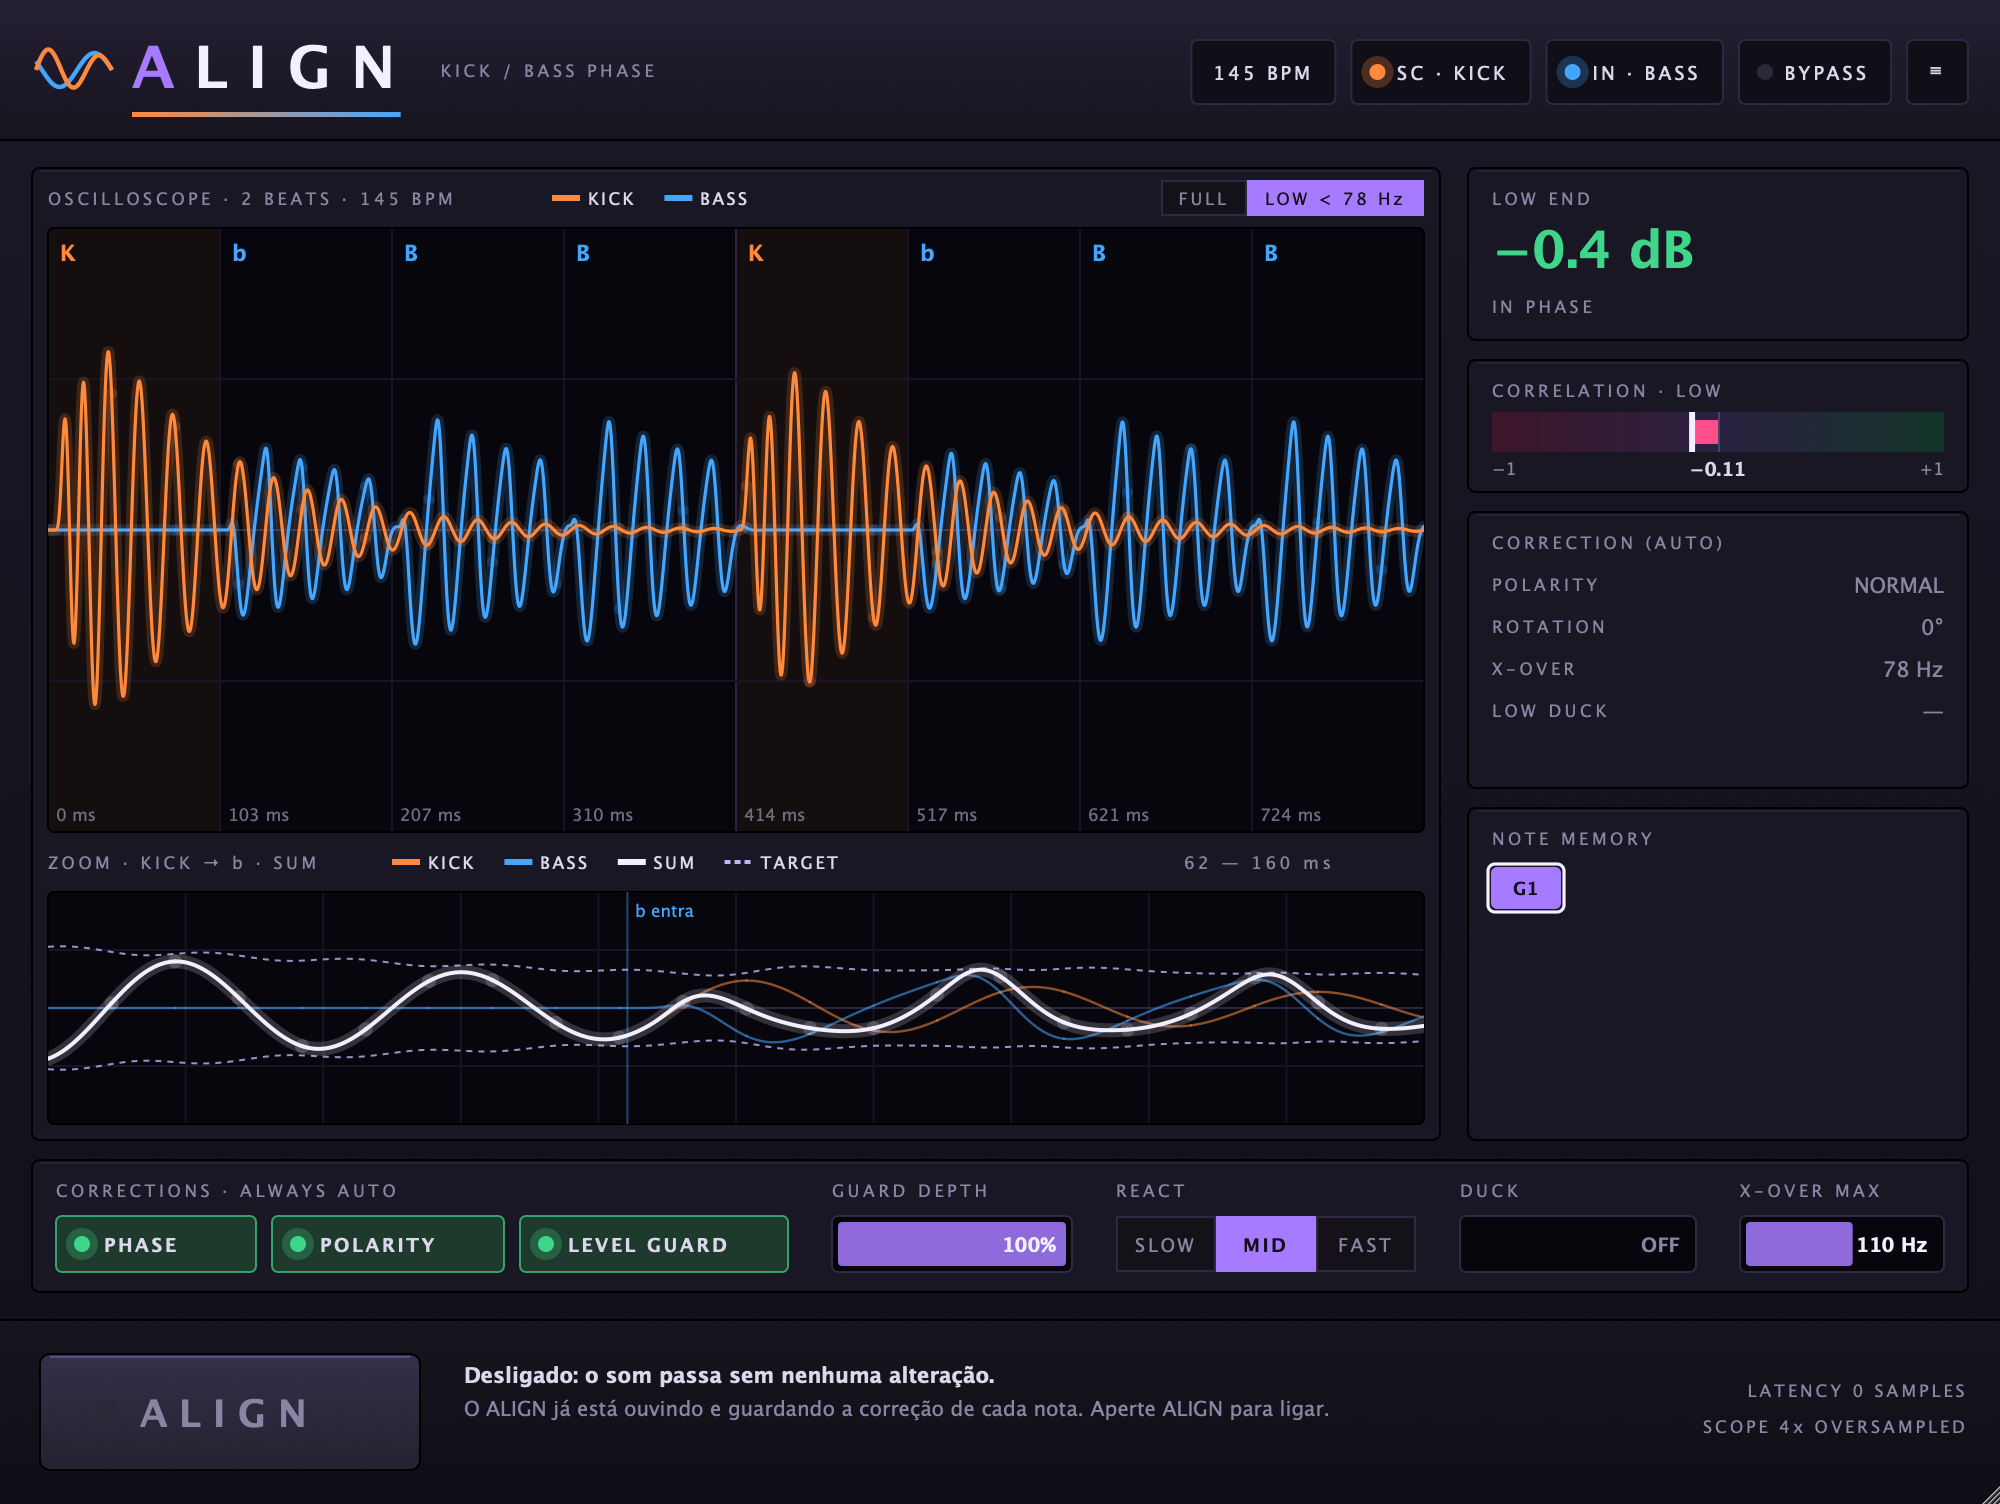 ALIGN
KICK / BASS PHASE
145 BPM
SC · KICK
IN · BASS
BYPASS
≡
OSCILLOSCOPE · 2 BEATS · 145 BPM
KICK
BASS
FULL
LOW < 78 Hz
K b B B K b B B
0 ms 103 ms 207 ms 310 ms 414 ms 517 ms 621 ms 724 ms
ZOOM · KICK → b · SUM
KICK
BASS
SUM
TARGET
62 — 160 ms
b entra
LOW END
−0.4 dB
IN PHASE
CORRELATION · LOW
−1 −0.11 +1
CORRECTION (AUTO)
POLARITY NORMAL
ROTATION 0°
X-OVER 78 Hz
LOW DUCK —
NOTE MEMORY
G1
CORRECTIONS · ALWAYS AUTO
PHASE
POLARITY
LEVEL GUARD
GUARD DEPTH
100%
REACT
SLOW
MID
FAST
DUCK
OFF
X-OVER MAX
110 Hz
ALIGN
Desligado: o som passa sem nenhuma alteração.
O ALIGN já está ouvindo e guardando a correção de cada nota. Aperte ALIGN para ligar.
LATENCY 0 SAMPLES
SCOPE 4x OVERSAMPLED